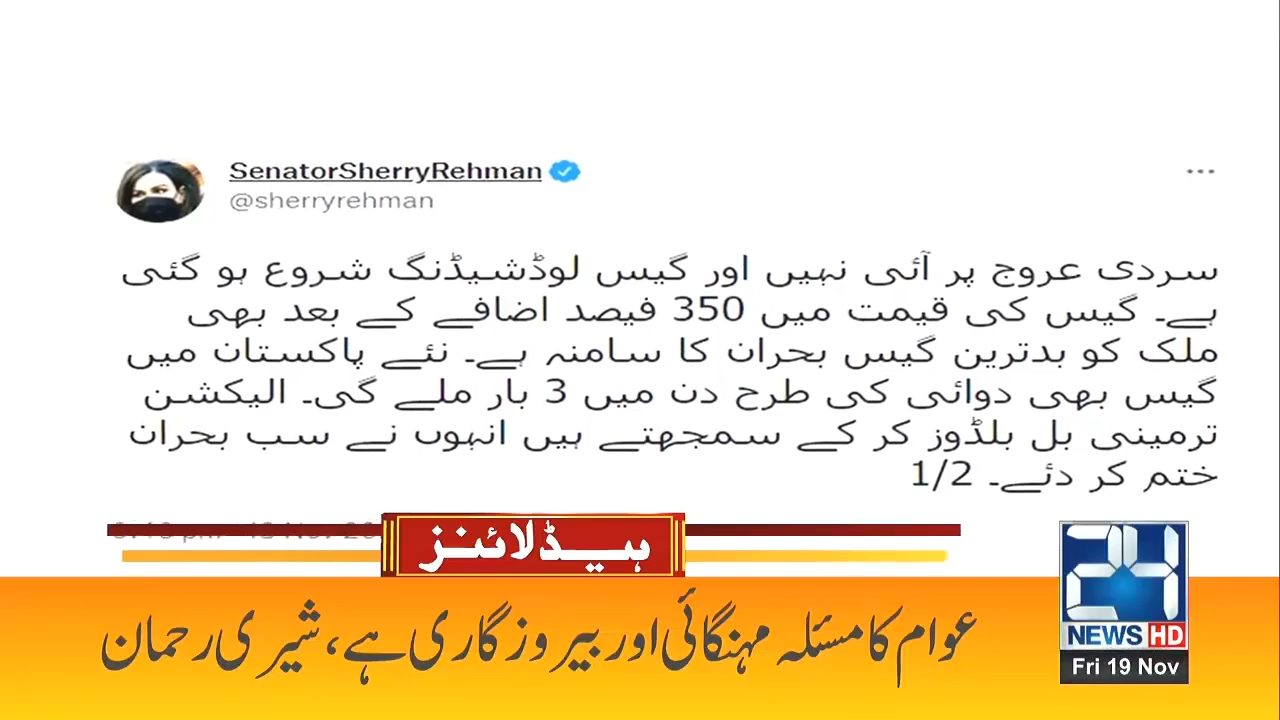 SenatorSherryRehman
@sherryrehman
سردی عروج پر آئی نہیں اور گیس لوڈشیڈنگ شروع ہو گئی
ہے۔ گیس کی قیمت میں 350 فیصد اضافے کے بعد بھی
ملک کو بدترین گیس بحران کا سامنہ ہے۔ نئے پاکستان میں
گیس بھی دوائی کی طرح دن میں 3 بار ملے گی۔ الیکشن
ترمینی بل بلڈوز کر کے سمجھتے ہیں انہوں نے سب بحران
ختم کر دئے۔ 1/2
ہیڈلائنز
عوام کا مسئلہ مہنگائی اور بیروزگاری ہے، شیری رحمان
24
NEWS HD
Fri 19 Nov